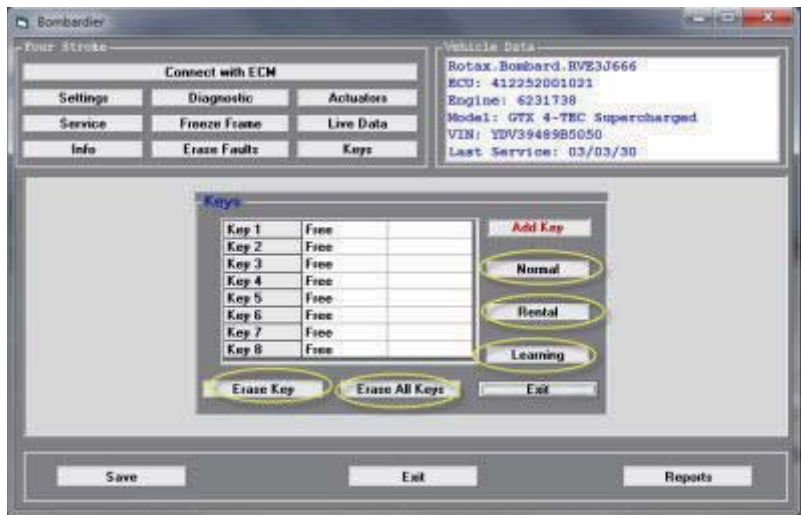 Bombardier
Four Stroke
Connect with ECM
Settings Diagnostic Actuators
Service Freeze Frame Live Data
Info Erase Faults Keys
Vehicle Data
Rotax.Bombard.RVE3J666
ECU: 412252001021
Engine: 6231738
Model: GTX 4-TEC Supercharged
VIN: YDV39489B5050
Last Service: 03/03/30
Keys
Key 1 Free
Key 2 Free
Key 3 Free
Key 4 Free
Key 5 Free
Key 6 Free
Key 7 Free
Key 8 Free
Add Key
Normal
Rental
Learning
Erase Key Erase All Keys Exit
Save Exit Reports